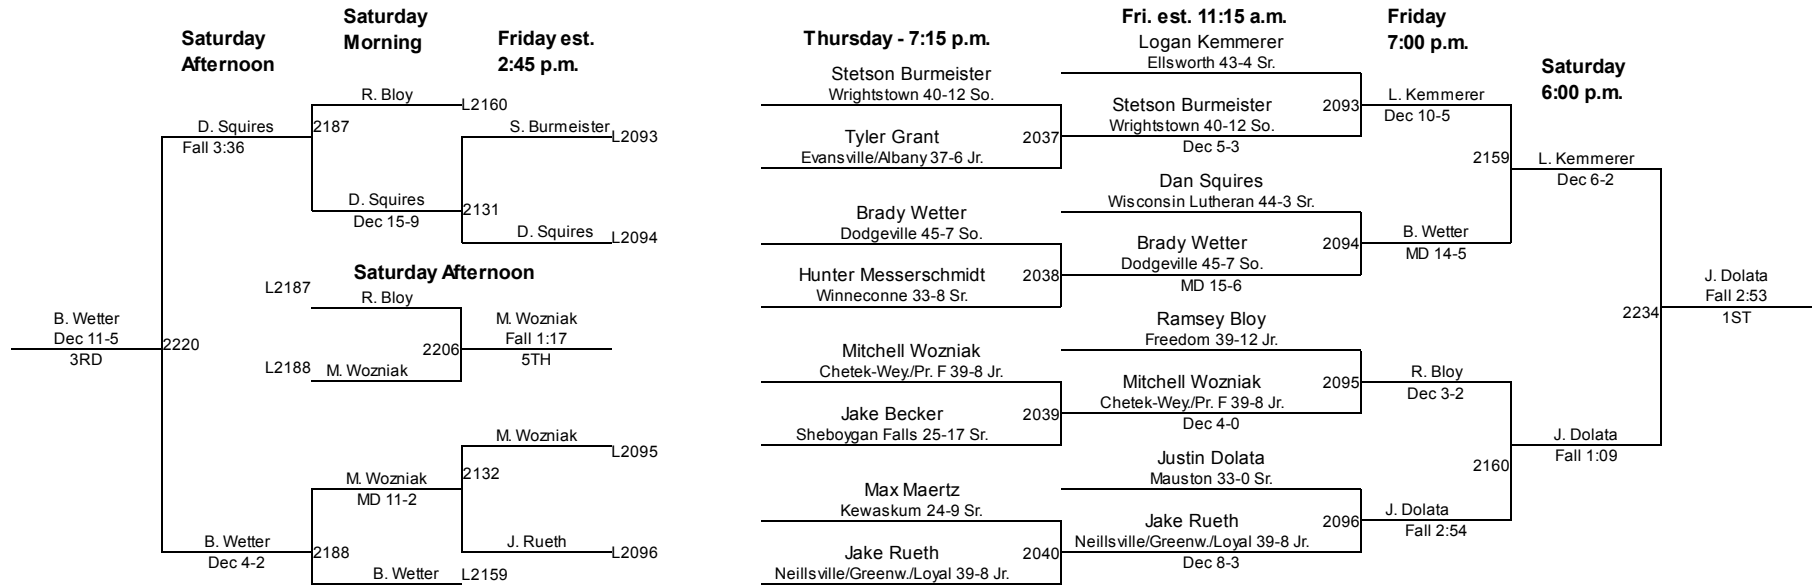 Saturday
Afternoon
Saturday
Morning
Friday est.
2:45 p.m.
R. Bloy
L2160
D. Squires
2187
Fall 3:36
S. Burmeister
L2093
D. Squires
Dec 15-9
2131
D. Squires
L2094
Saturday Afternoon
L2187
R. Bloy
B. Wetter
Dec 11-5
3RD
2220
2206
M. Wozniak
Fall 1:17
5TH
L2188
M. Wozniak
M. Wozniak
L2095
M. Wozniak
MD 11-2
2132
B. Wetter
Dec 4-2
2188
J. Rueth
L2096
B. Wetter
L2159
Thursday - 7:15 p.m.
Stetson Burmeister
Wrightstown 40-12 So.
Tyler Grant
Evansville/Albany 37-6 Jr.
2037
Brady Wetter
Dodgeville 45-7 So.
Hunter Messerschmidt
Winneconne 33-8 Sr.
2038
Mitchell Wozniak
Chetek-Wey./Pr. F 39-8 Jr.
Jake Becker
Sheboygan Falls 25-17 Sr.
2039
Max Maertz
Kewaskum 24-9 Sr.
Jake Rueth
Neillsville/Greenw./Loyal 39-8 Jr.
2040
Fri. est. 11:15 a.m.
Logan Kemmerer
Ellsworth 43-4 Sr.
Stetson Burmeister
Wrightstown 40-12 So.
Dec 5-3
2093
Dan Squires
Wisconsin Lutheran 44-3 Sr.
Brady Wetter
Dodgeville 45-7 So.
MD 15-6
2094
Ramsey Bloy
Freedom 39-12 Jr.
Mitchell Wozniak
Chetek-Wey./Pr. F 39-8 Jr.
Dec 4-0
2095
Justin Dolata
Mauston 33-0 Sr.
Jake Rueth
Neillsville/Greenw./Loyal 39-8 Jr.
Dec 8-3
2096
Friday
7:00 p.m.
L. Kemmerer
Dec 10-5
2159
B. Wetter
MD 14-5
R. Bloy
Dec 3-2
2160
J. Dolata
Fall 2:54
Saturday
6:00 p.m.
L. Kemmerer
Dec 6-2
2234
J. Dolata
Fall 1:09
J. Dolata
Fall 2:53
1ST